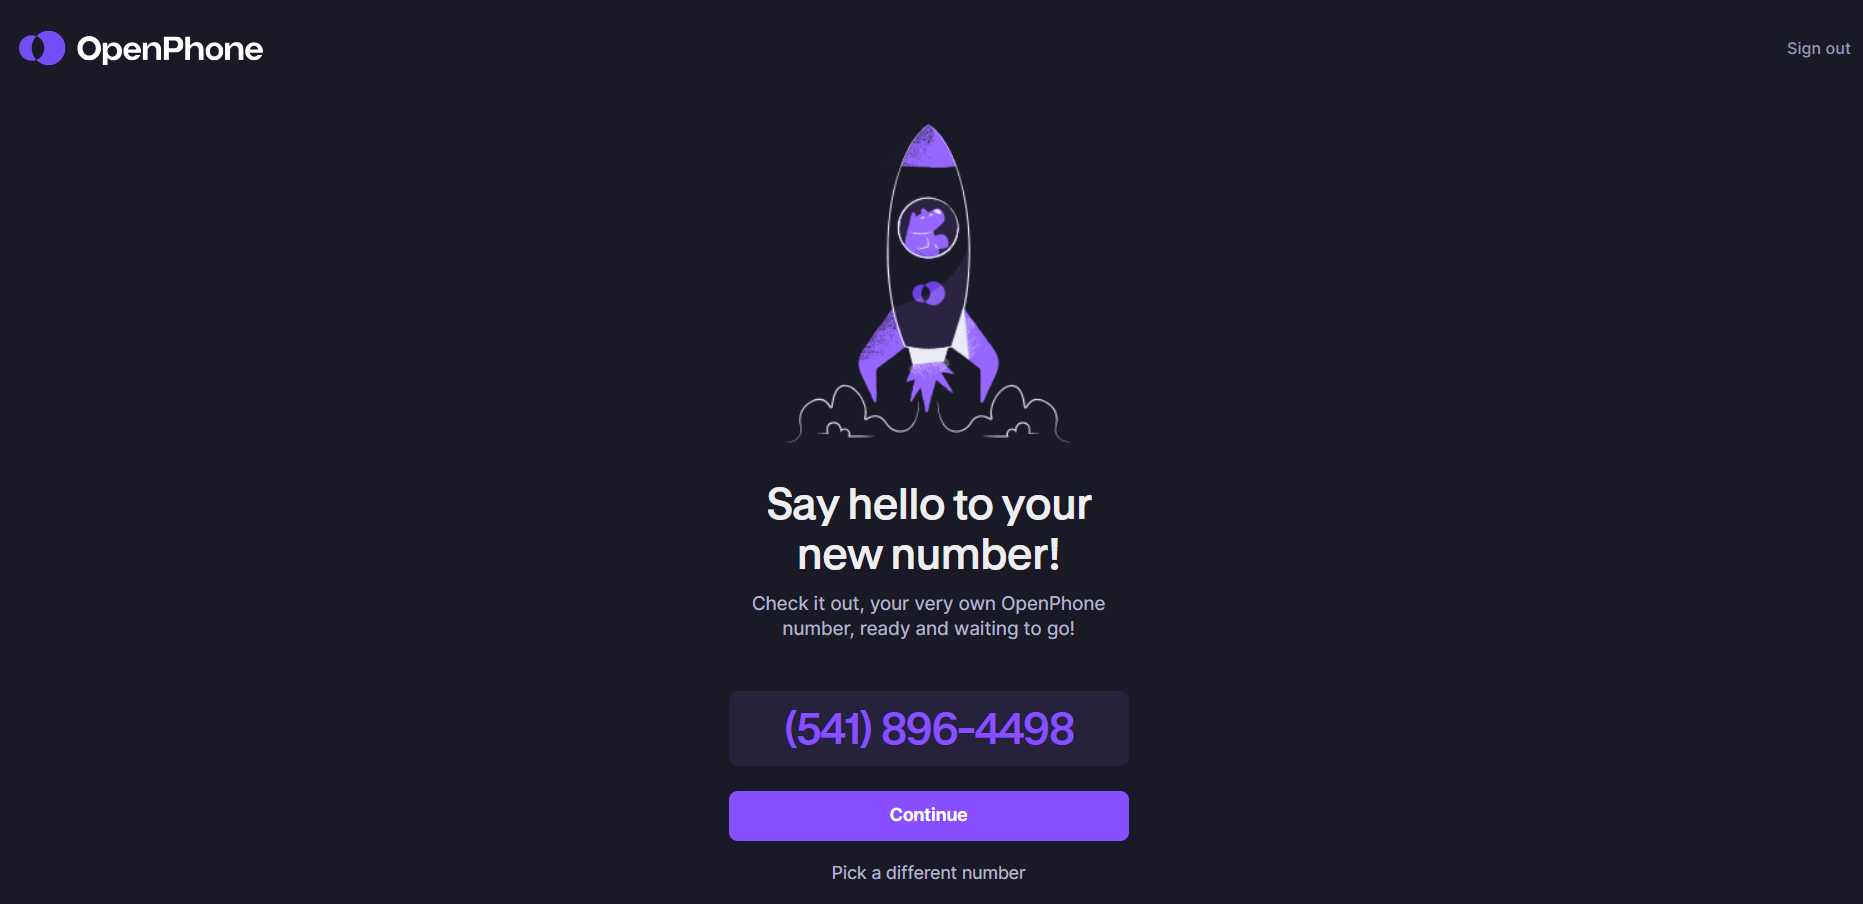 OpenPhone
Sign out
Say hello to your
new number!
Check it out, your very own OpenPhone
number, ready and waiting to go!
(541) 896-4498
Continue
Pick a different number